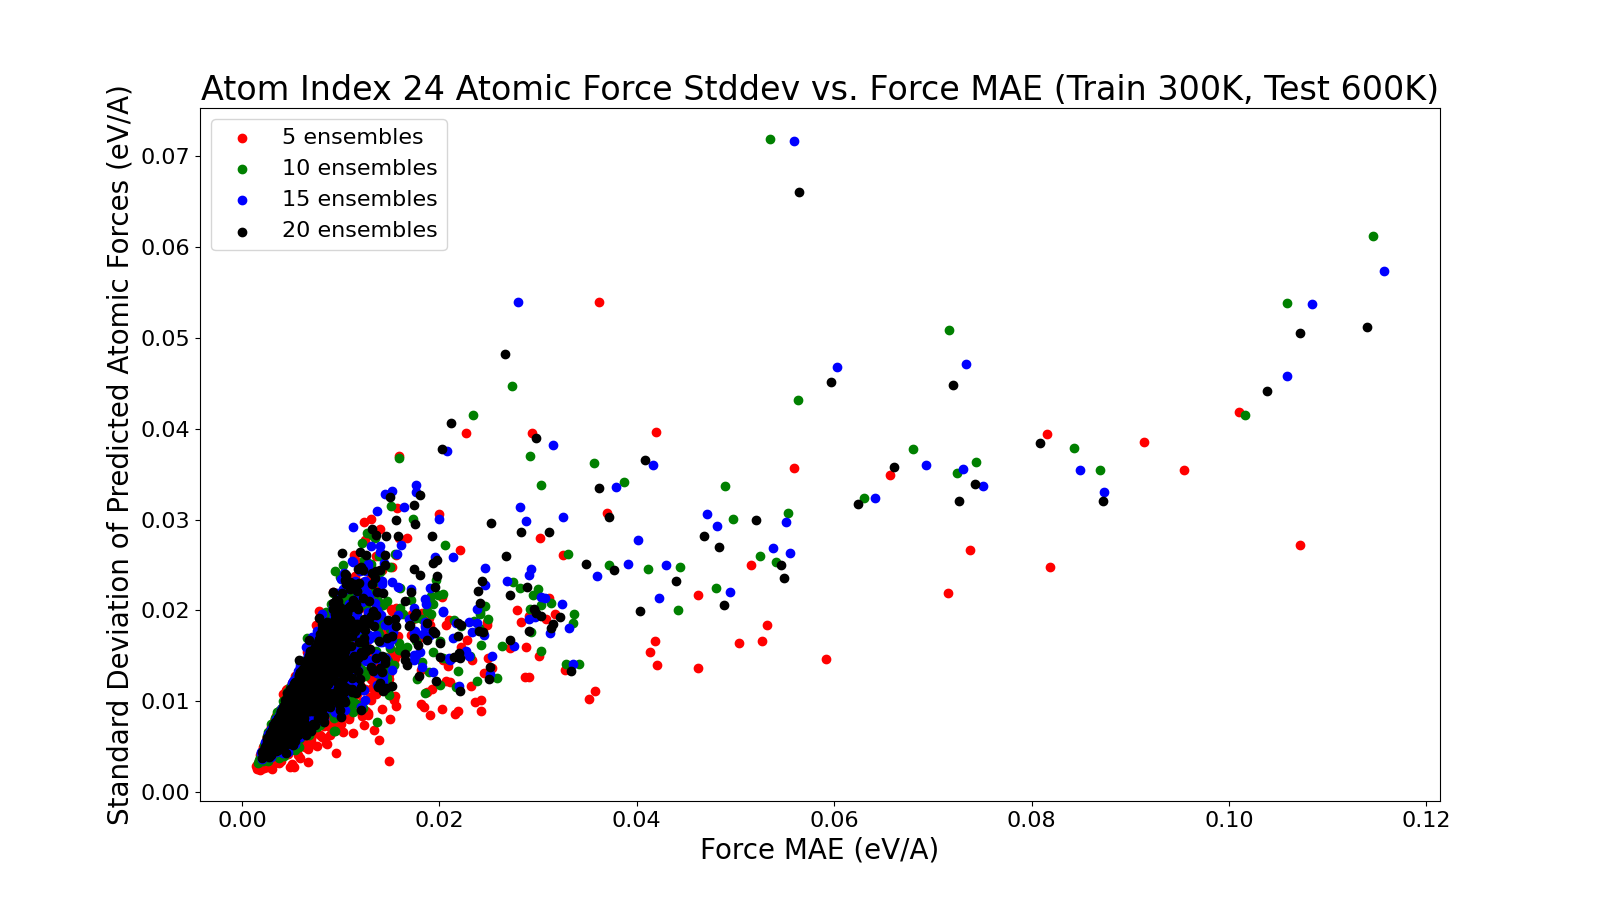 Atom Index 24 Atomic Force Stddev vs. Force MAE (Train 300K, Test 600K)
Standard Deviation of Predicted Atomic Forces (eV/A)
5 ensembles
10 ensembles
15 ensembles
20 ensembles
0.07
0.06
0.05
0.04
0.03
0.02
0.01
0.00
0.00 0.02 0.04 0.06 0.08 0.10 0.12
Force MAE (eV/A)